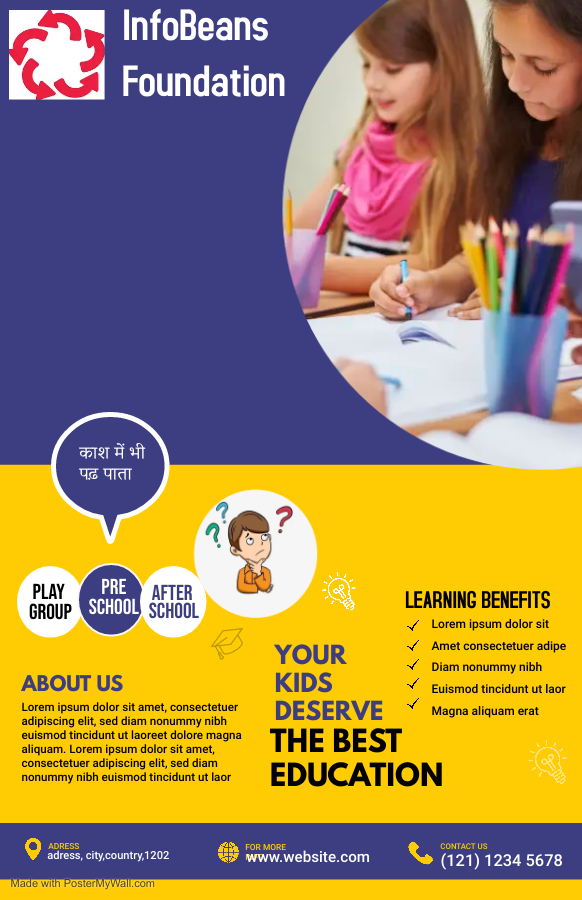 InfoBeans
Foundation
काश में भी
पढ़ पाता
PLAY
GROUP
PRE
SCHOOL
AFTER
SCHOOL
LEARNING BENEFITS
Lorem ipsum dolor sit
Amet consectetuer adipe
Diam nonummy nibh
Euismod tincidunt ut laor
Magna aliquam erat
YOUR
KIDS
DESERVE
THE BEST
EDUCATION
ABOUT US
Lorem ipsum dolor sit amet, consectetuer
adipiscing elit, sed diam nonummy nibh
euismod tincidunt ut laoreet dolore magna
aliquam. Lorem ipsum dolor sit amet,
consectetuer adipiscing elit, sed diam
nonummy nibh euismod tincidunt ut laor
ADRESS
adress, city,country,1202
FOR MORE
www.website.com
CONTACT US
(121) 1234 5678
Made with PosterMyWall.com